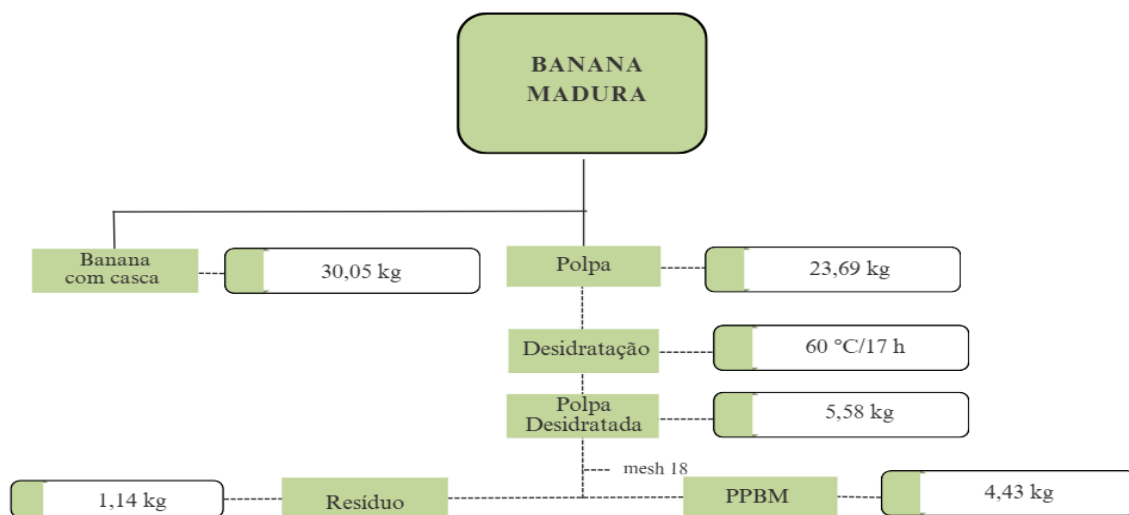 BANANA
MADURA
Banana
com casca
30,05 kg
Polpa
23,69 kg
Desidratação
60 °C/17 h
Polpa
Desidratada
5,58 kg
mesh 18
1,14 kg
Resíduo
PPBM
4,43 kg